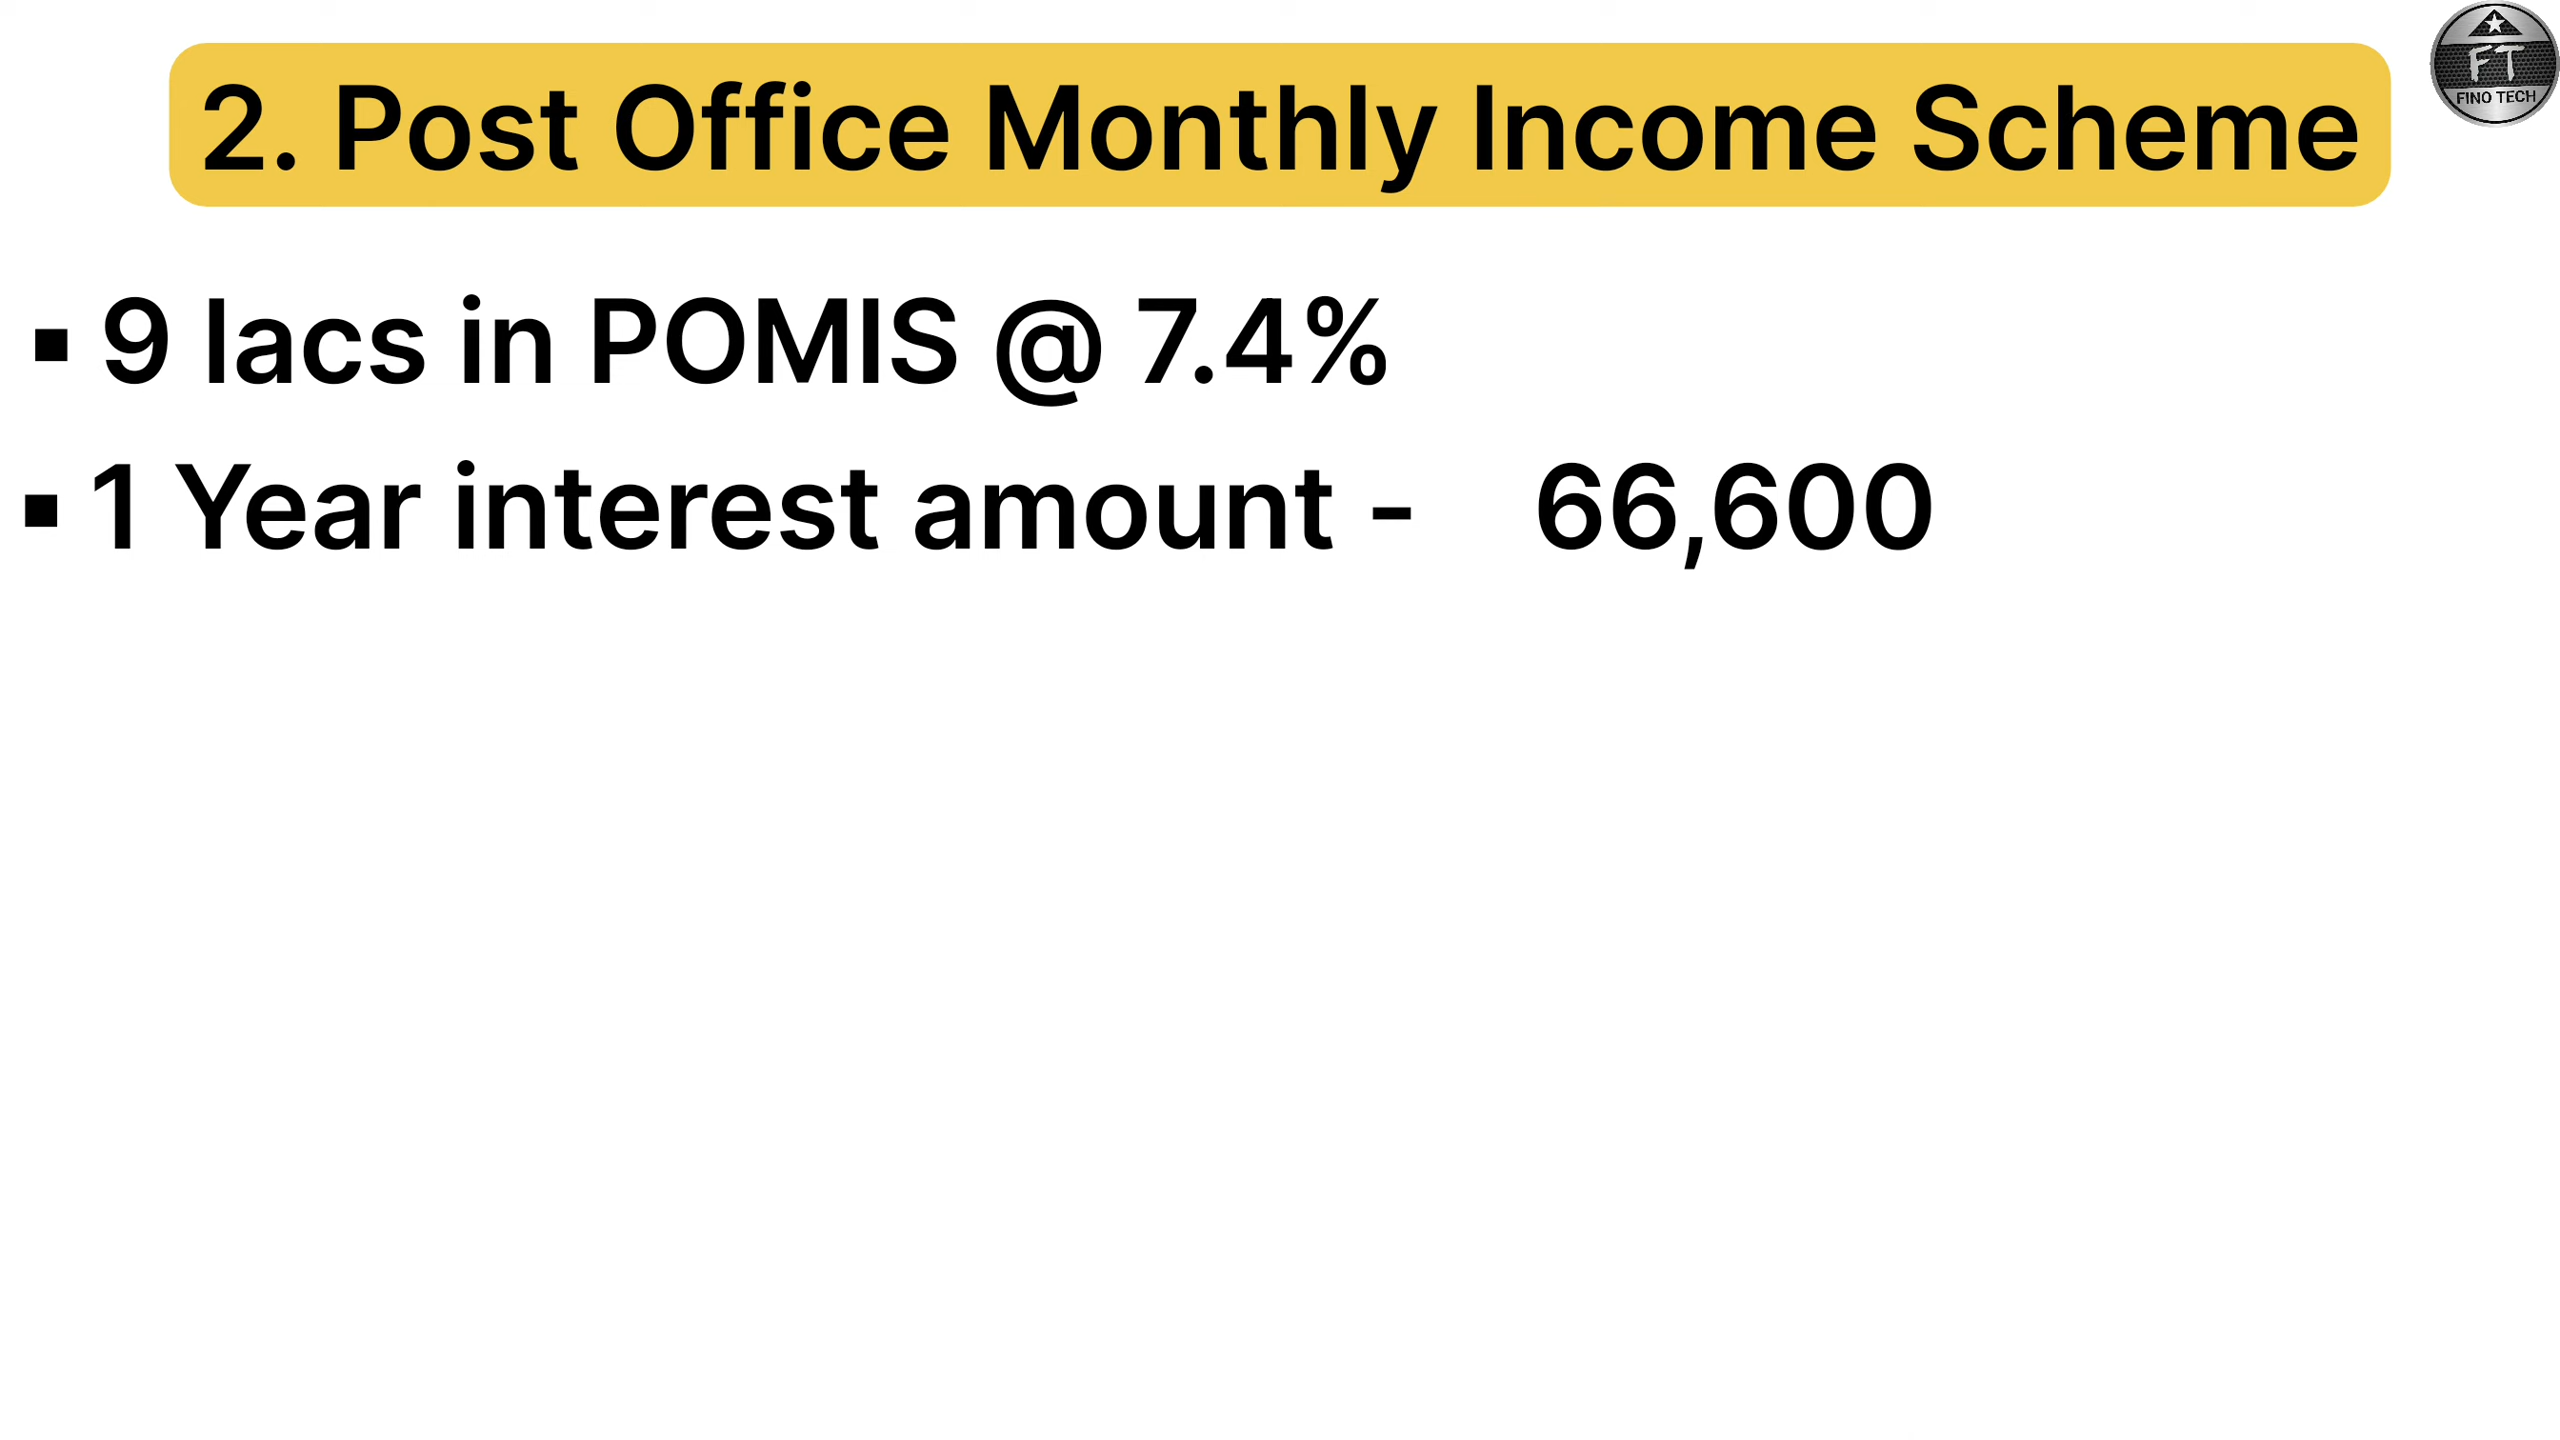 2. Post Office Monthly Income Scheme
FT
FINO TECH
▪ 9 lacs in POMIS @ 7.4%
▪ 1 Year interest amount - 66,600